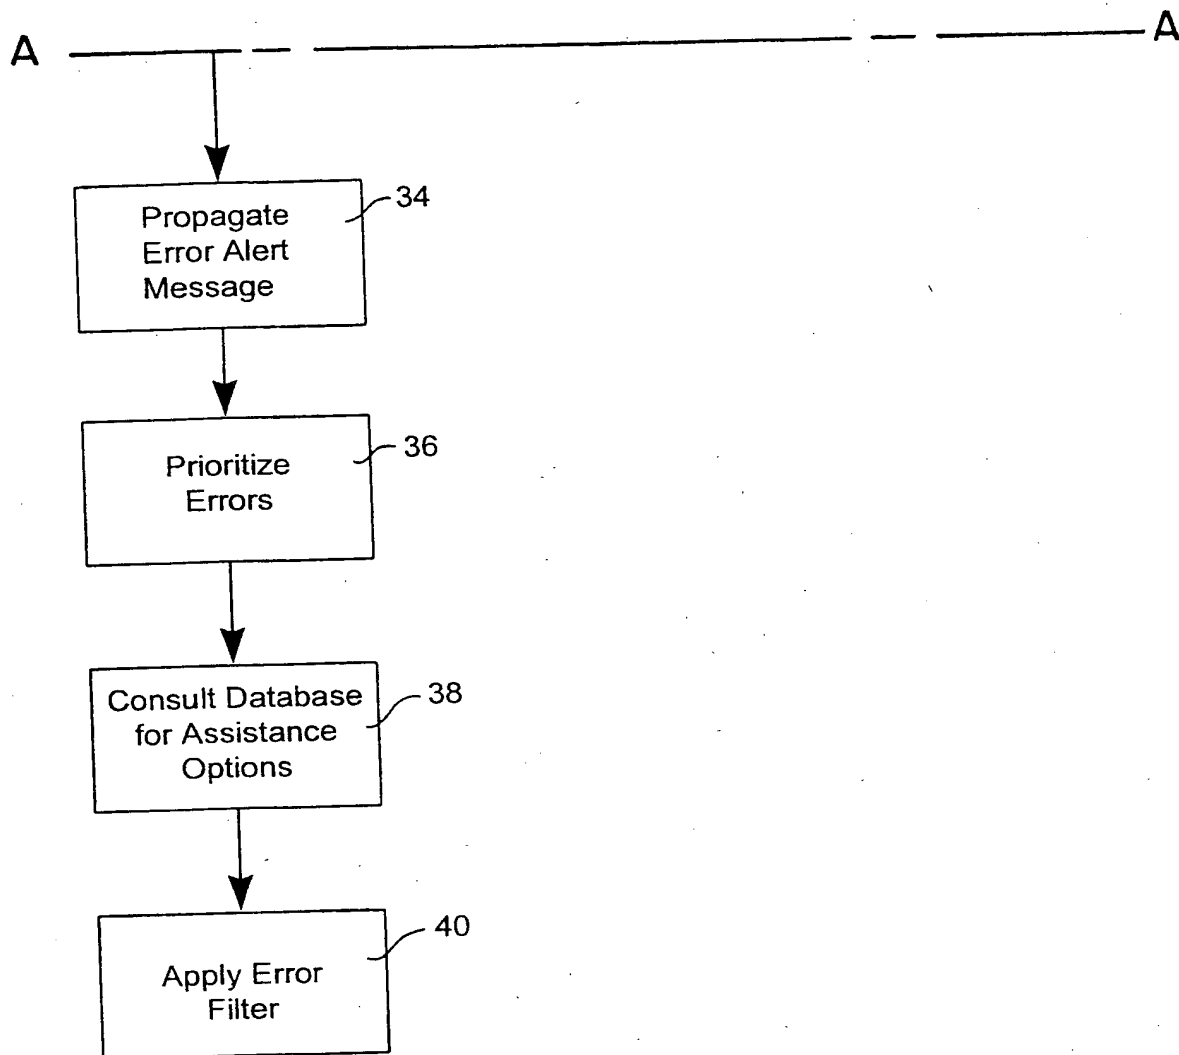 A A
Propagate
Error Alert
Message
34
Prioritize
Errors
36
Consult Database
for Assistance
Options
38
Apply Error
Filter
40